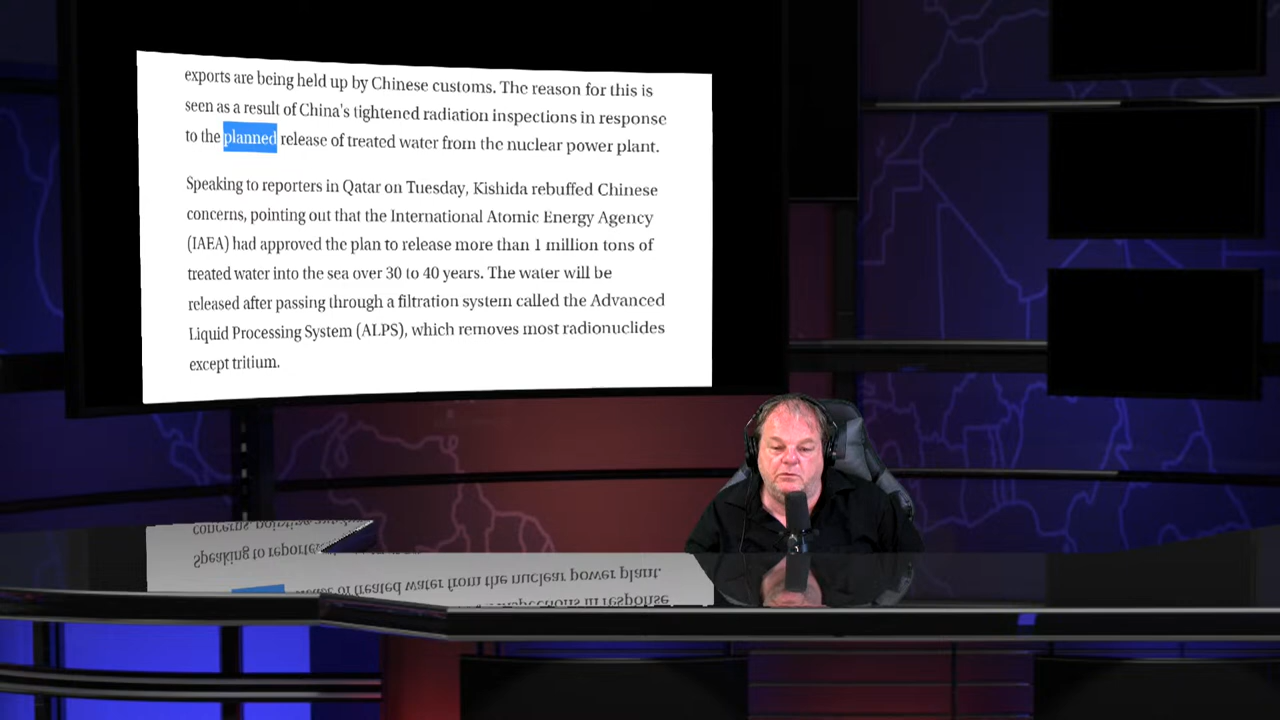 exports are being held up by Chinese customs. The reason for this is
seen as a result of China's tightened radiation inspections in response
to the planned release of treated water from the nuclear power plant.
Speaking to reporters in Qatar on Tuesday, Kishida rebuffed Chinese
concerns, pointing out that the International Atomic Energy Agency
(IAEA) had approved the plan to release more than 1 million tons of
treated water into the sea over 30 to 40 years. The water will be
released after passing through a filtration system called the Advanced
Liquid Processing System (ALPS), which removes most radionuclides
except tritium.